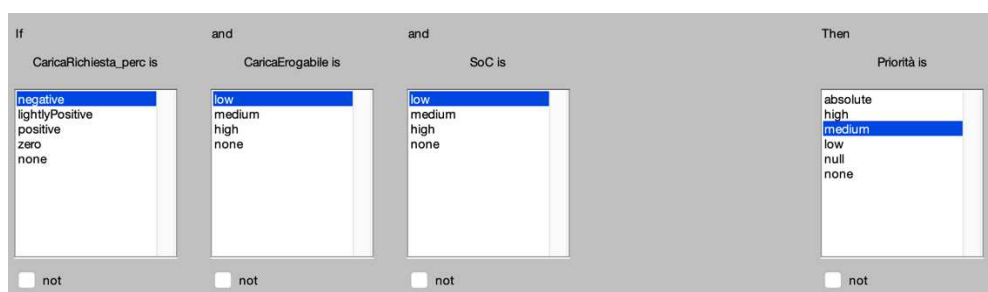 If and and Then
CaricaRichiesta_perc is CaricaErogabile is SoC is Priorità is
negative low low absolute
lightlyPositive medium medium high
positive high high medium
zero none none low
none null
none
not not not not